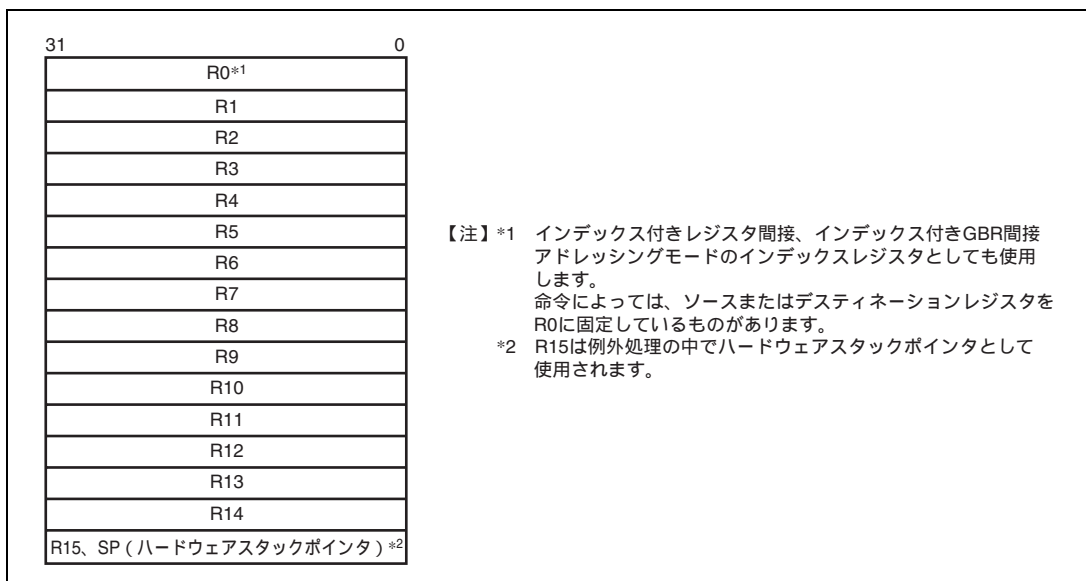 31 0
R0*1
R1
R2
R3
R4
R5
R6
R7
R8
R9
R10
R11
R12
R13
R14
R15、SP(ハードウェアスタックポインタ)*2
【注】*1 インデックス付きレジスタ間接、インデックス付きGBR間接
アドレッシングモードのインデックスレジスタとしても使用
します。
命令によっては、ソースまたはデスティネーションレジスタを
R0に固定しているものがあります。
*2 R15は例外処理の中でハードウェアスタックポインタとして
使用されます。